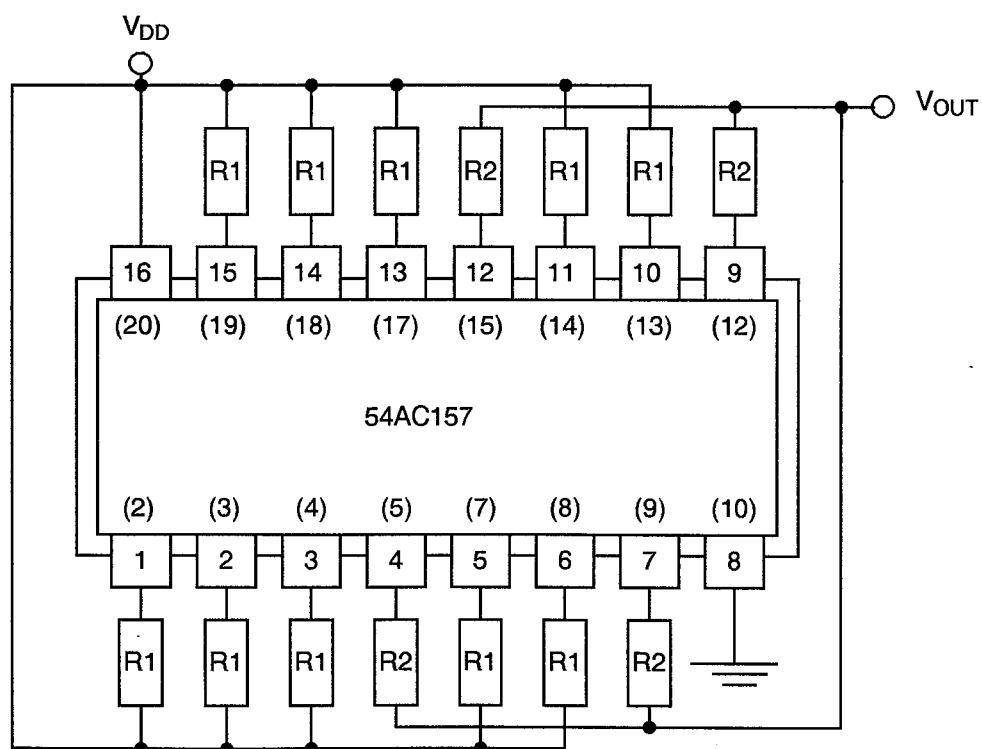 VDD
VOUT
R1 R1 R1 R2 R1 R1 R2
16 15 14 13 12 11 10 9
(20) (19) (18) (17) (15) (14) (13) (12)
54AC157
(2) (3) (4) (5) (7) (8) (9) (10)
1 2 3 4 5 6 7 8
R1 R1 R1 R2 R1 R1 R2